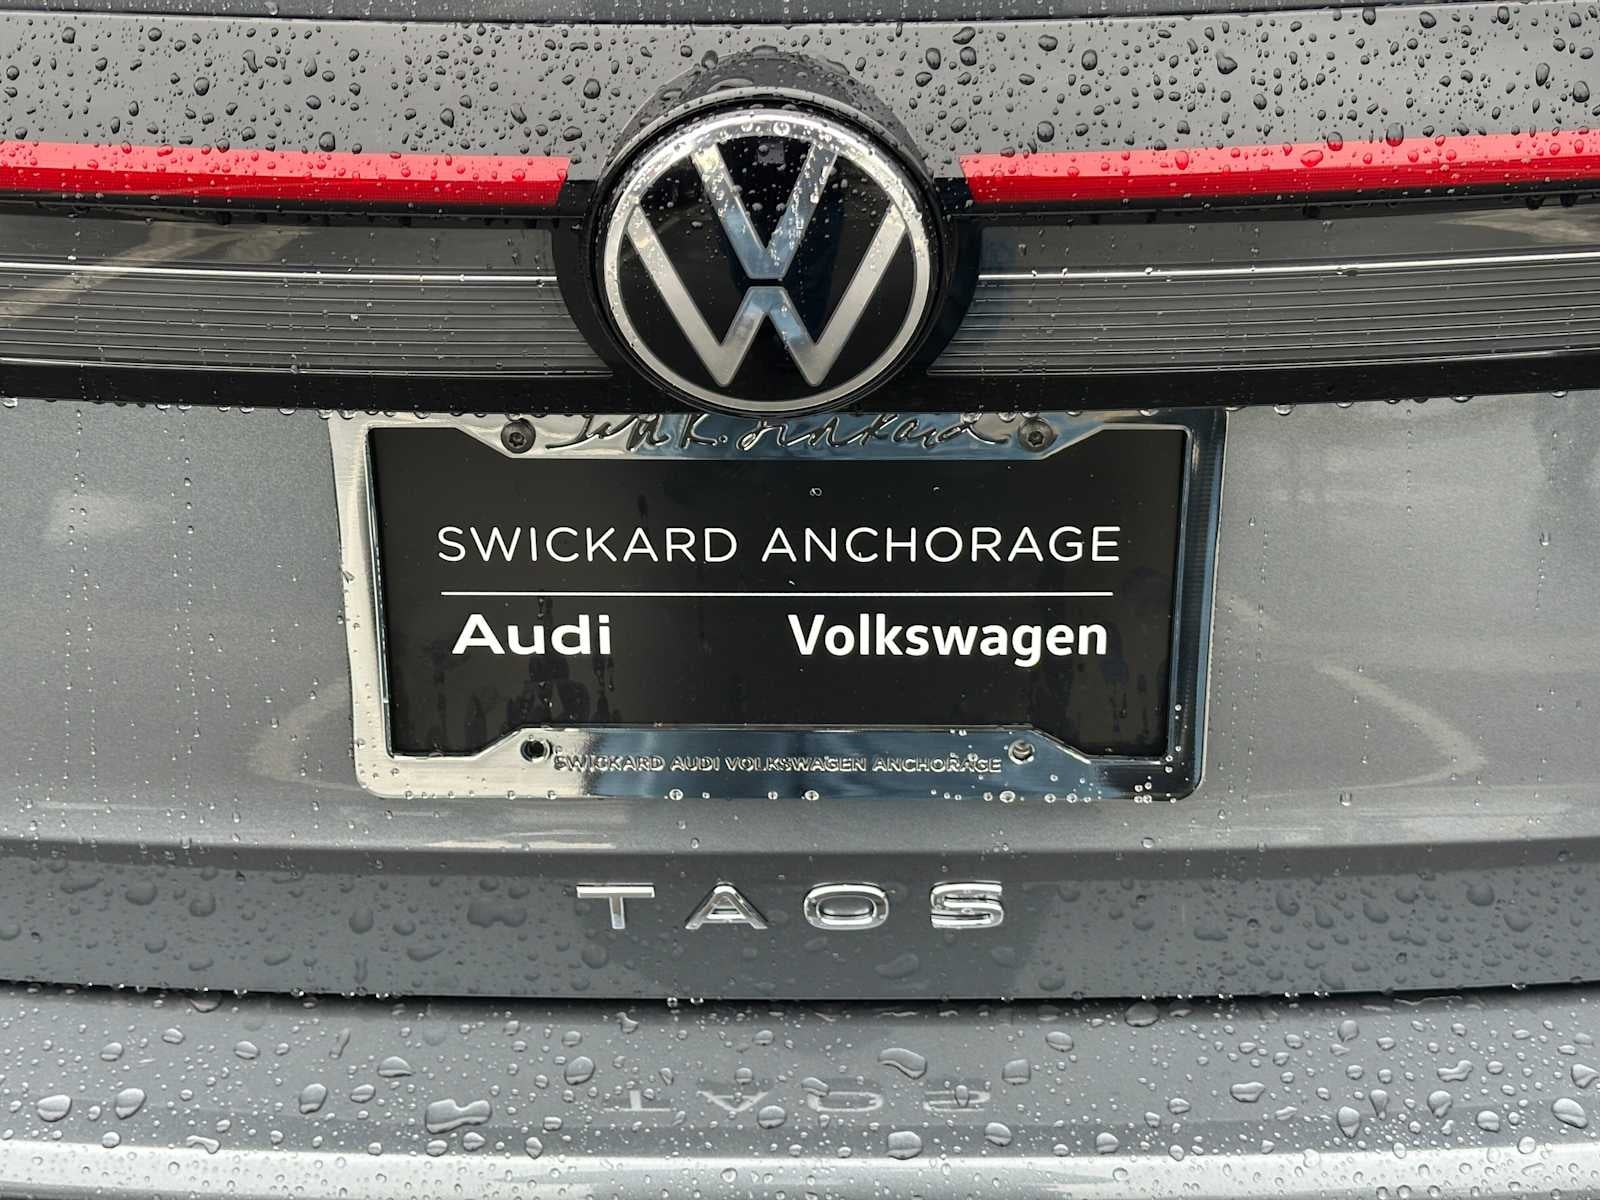 SWICKARD ANCHORAGE
Audi Volkswagen
SWICKARD AUDI VOLKSWAGEN ANCHORAGE
TAOS